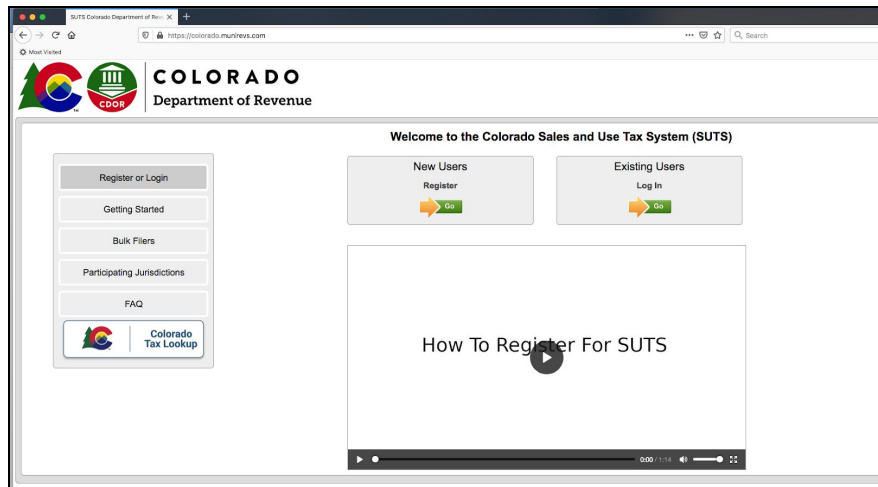 SUTS Colorado Department of Rev
https://colorado.munirevs.com
Search
Most Visited
CDOR
COLORADO
Department of Revenue
Welcome to the Colorado Sales and Use Tax System (SUTS)
Register or Login
Getting Started
Bulk Filers
Participating Jurisdictions
FAQ
Colorado
Tax Lookup
New Users
Register
Go
Existing Users
Log In
Go
How To Register For SUTS
0:00 / 1:14